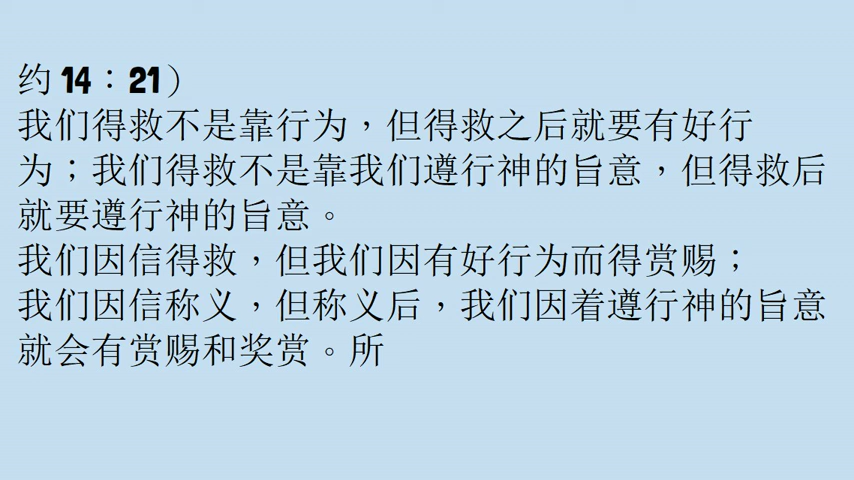 约14：21）
我们得救不是靠行为，但得救之后就要有好行
为；我们得救不是靠我们遵行神的旨意，但得救后
就要遵行神的旨意。
我们因信得救，但我们因有好行为而得赏赐；
我们因信称义，但称义后，我们因着遵行神的旨意
就会有赏赐和奖赏。所